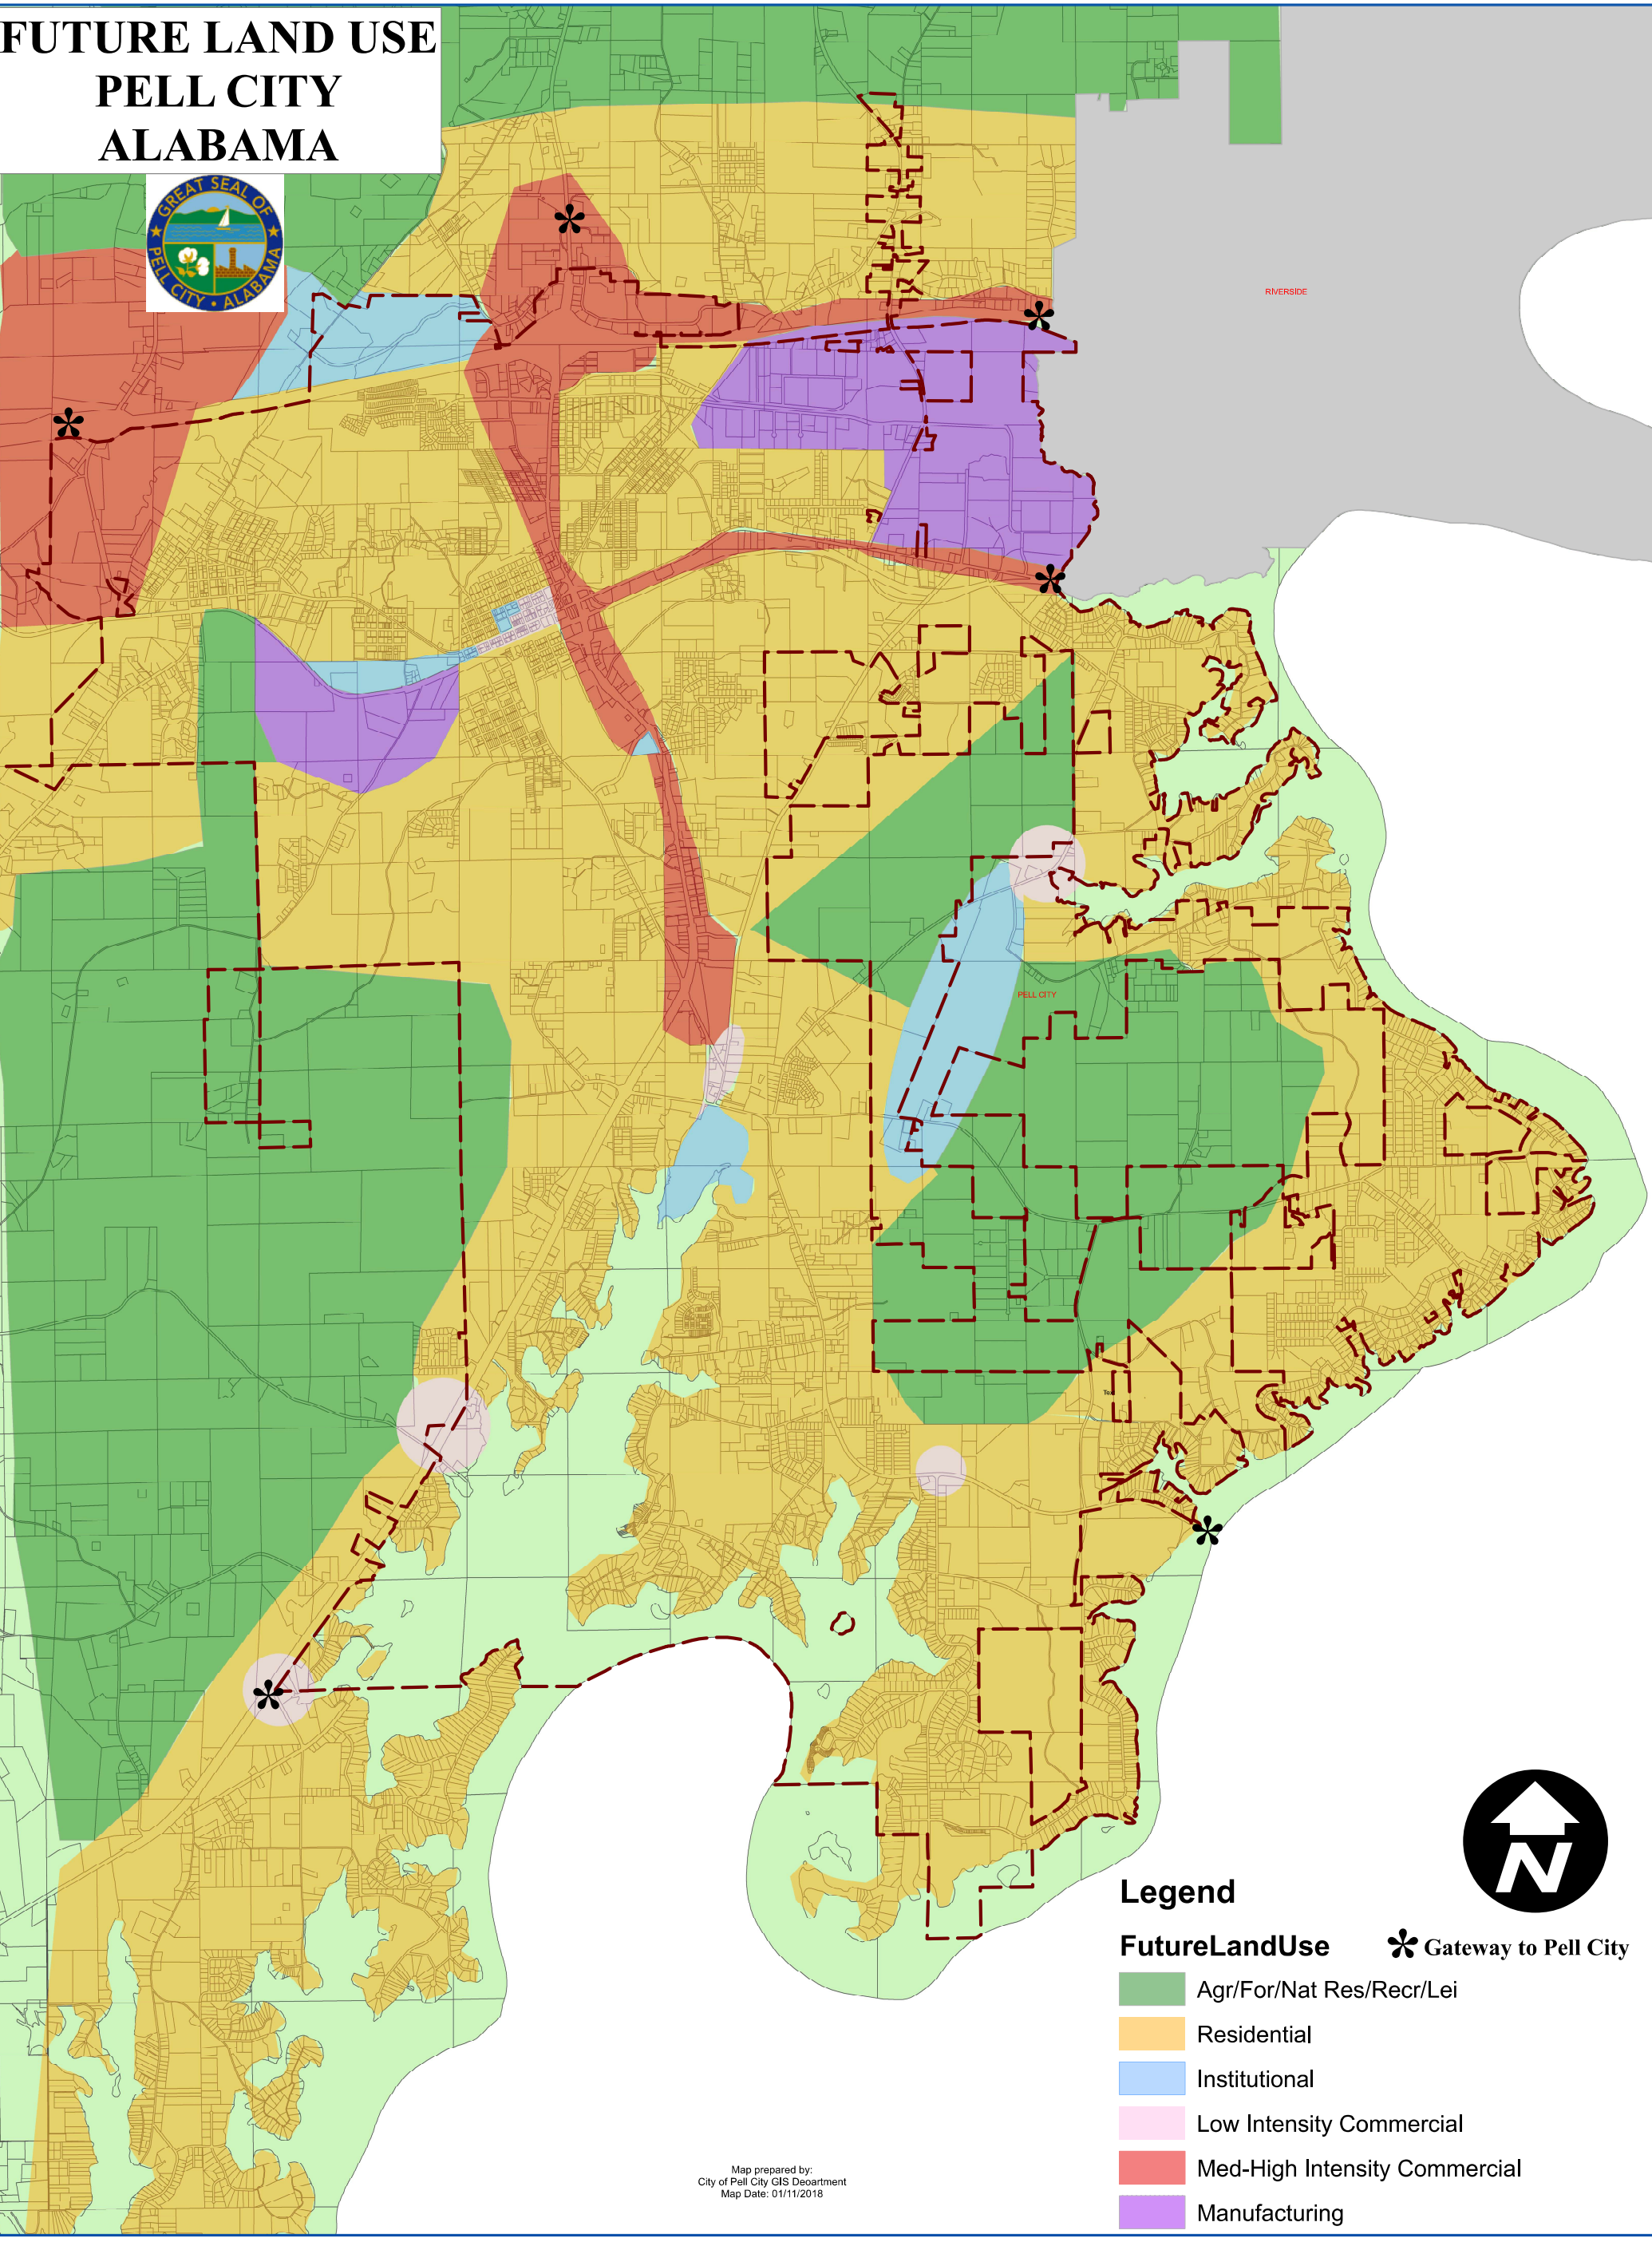 FUTURE LAND USE
PELL CITY
ALABAMA
GREAT SEAL OF
PELL CITY • ALABAMA
RIVERSIDE
PELL CITY
Legend
FutureLandUse
Gateway to Pell City
Agr/For/Nat Res/Recr/Lei
Residential
Institutional
Low Intensity Commercial
Med-High Intensity Commercial
Manufacturing
N
Map prepared by:
City of Pell City GIS Department
Map Date: 01/11/2018